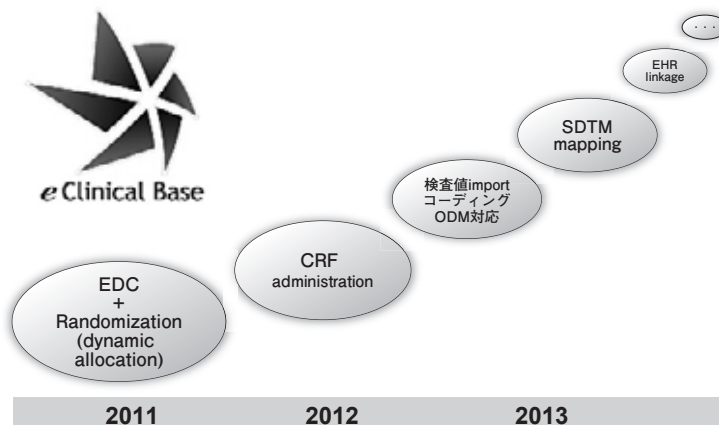 e Clinical Base
EDC
+
Randomization
(dynamic
allocation)
CRF
administration
検査値import
コーディング
ODM対応
SDTM
mapping
EHR
linkage
・・・
2011
2012
2013